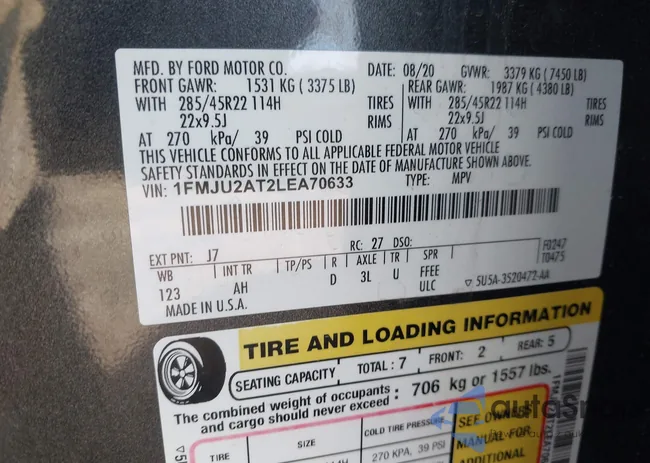 MFD. BY FORD MOTOR CO. DATE: 08/20 GVWR: 3379 KG ( 7450 LB)
FRONT GAWR: 1531 KG ( 3375 LB) REAR GAWR: 1987 KG ( 4380 LB)
WITH 285/45R22 114H TIRES WITH 285/45R22 114H TIRES
22x9.5J RIMS 22x9.5J RIMS
AT 270 kPa/ 39 PSI COLD AT 270 kPa/ 39 PSI COLD
THIS VEHICLE CONFORMS TO ALL APPLICABLE FEDERAL MOTOR VEHICLE
SAFETY STANDARDS IN EFFECT ON THE DATE OF MANUFACTURE SHOWN ABOVE.
VIN: 1FMJU2AT2LEA70633 TYPE: MPV
EXT PNT: J7 RC: 27 DSO: F0247
WB INT TR TP/PS R AXLE TR SPR T0475
123 AH D 3L U FFEE
ULC ▽ 5U5A-3520472-AA
MADE IN U.S.A.
TIRE AND LOADING INFORMATION
SEATING CAPACITY TOTAL : 7 FRONT: 2 REAR: 5
The combined weight of occupants : 706 kg or 1557 lbs.
and cargo should never exceed
TIRE SIZE COLD TIRE PRESSURE SEE OWNERS
270 KPA, 39 PSI MANUAL FOR
ADDITIONAL